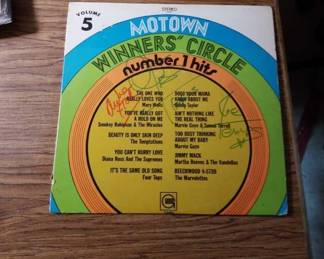 VOLUME
5
STEREO
MOTOWN
WINNERS' CIRCLE
number 1 hits
THE ONE WHO
REALLY LOVES YOU
Mary Wells
YOU'VE REALLY GOT
A HOLD ON ME
Smokey Robinson & The Miracles
BEAUTY IS ONLY SKIN DEEP
The Temptations
YOU CAN'T HURRY LOVE
Diana Ross And The Supremes
IT'S THE SAME OLD SONG
Four Tops
DOES YOUR MAMA
KNOW ABOUT ME
Bobby Taylor
AIN'T NOTHING LIKE
THE REAL THING
Marvin Gaye & Tammi Terrell
TOO BUSY THINKING
ABOUT MY BABY
Marvin Gaye
JIMMY MACK
Martha Reeves & The Vandellas
BEECHWOOD 4-5789
The Marvelettes